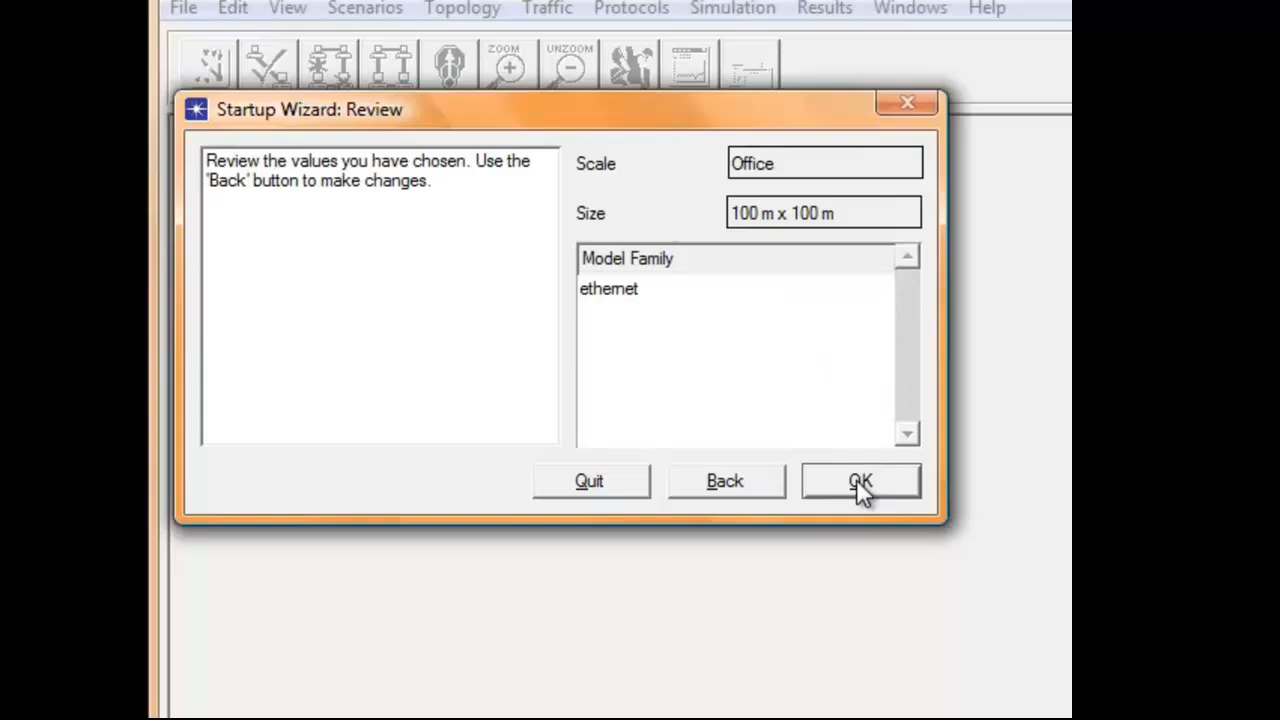 File Edit View Scenarios Topology Traffic Protocols Simulation Results Windows Help
ZOOM UNZOOM
Startup Wizard: Review
Review the values you have chosen. Use the
'Back' button to make changes.
Scale Office
Size 100 m x 100 m
Model Family
ethernet
Quit Back OK